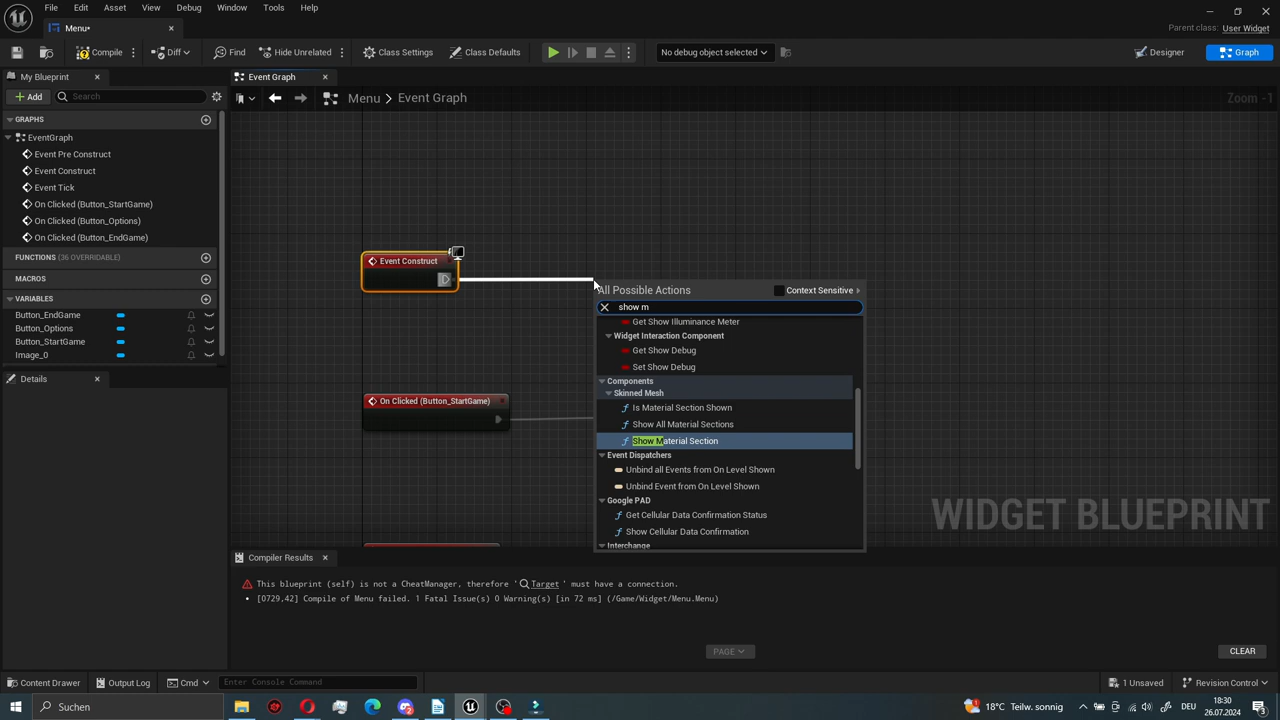 File Edit Asset View Debug Window Tools Help
Menu•
Parent class: User Widget
Compile Diff Find Hide Unrelated Class Settings Class Defaults No debug object selected Designer Graph
My Blueprint
Event Graph
Add Search
Menu > Event Graph
Zoom -1
GRAPHS
EventGraph
Event Pre Construct
Event Construct
Event Tick
On Clicked (Button_StartGame)
On Clicked (Button_Options)
On Clicked (Button_EndGame)
FUNCTIONS (36 OVERRIDABLE)
MACROS
VARIABLES
Button_EndGame
Button_Options
Button_StartGame
Image_0
Details
Event Construct
On Clicked (Button_StartGame)
All Possible Actions Context Sensitive
show m
Get Show Illuminance Meter
Widget Interaction Component
Get Show Debug
Set Show Debug
Components
Skinned Mesh
Is Material Section Shown
Show All Material Sections
Show Material Section
Event Dispatchers
Unbind all Events from On Level Shown
Unbind Event from On Level Shown
Google PAD
Get Cellular Data Confirmation Status
Show Cellular Data Confirmation
Interchange
WIDGET BLUEPRINT
Compiler Results
This blueprint (self) is not a CheatManager, therefore ' Target ' must have a connection.
[0729,42] Compile of Menu failed. 1 Fatal Issue(s) 0 Warning(s) [in 72 ms] (/Game/Widget/Menu.Menu)
PAGE
CLEAR
Content Drawer Output Log Cmd Enter Console Command 1 Unsaved Revision Control
Suchen
18°C Teilw. sonnig
DEU
18:30
26.07.2024